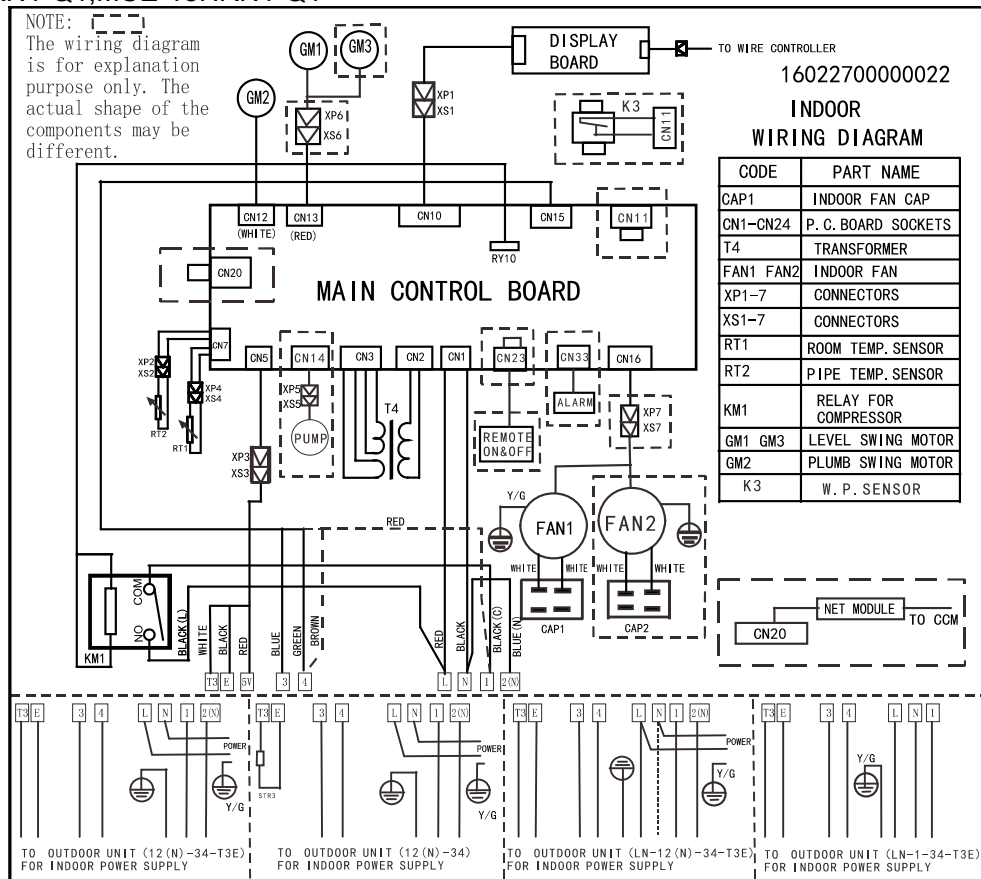 NOTE:
The wiring diagram
is for explanation
purpose only. The
actual shape of the
components may be
different.
GM1
GM3
GM2
XP6
XS6
XP1
XS1
DISPLAY
BOARD
TO WIRE CONTROLLER
16022700000022
K3
CN11
INDOOR
WIRING DIAGRAM
CODE PART NAME
CAP1 INDOOR FAN CAP
CN1-CN24 P.C.BOARD SOCKETS
T4 TRANSFORMER
FAN1 FAN2 INDOOR FAN
XP1-7 CONNECTORS
XS1-7 CONNECTORS
RT1 ROOM TEMP.SENSOR
RT2 PIPE TEMP.SENSOR
KM1 RELAY FOR
COMPRESSOR
GM1 GM3 LEVEL SWING MOTOR
GM2 PLUMB SWING MOTOR
K3 W.P.SENSOR
CN12
(WHITE)
CN13
(RED)
CN10
CN15
CN11
RY10
CN20
MAIN CONTROL BOARD
CN7
CN5
CN14
CN3
CN2
CN1
CN23
CN33
CN16
XP2
XS2
RT2
XP4
XS4
RT1
XP5
XS5
PUMP
T4
REMOTE
ON&OFF
ALARM
XP7
XS7
XP3
XS3
Y/G
FAN1
FAN2
WHITE WHITE
WHITE WHITE
CAP1
CAP2
RED
COM
NO
KM1
BLACK(L)
WHITE
BLACK
RED
BLUE
GREEN
BROWN
RED
BLACK
BLACK(C)
BLUE(N)
NET MODULE
TO CCM
CN20
T3 E 5V 3 4 L N 1 2(N)
T3 E 3 4 L N 1 2(N)
POWER
Y/G
TO OUTDOOR UNIT (12(N)-34-T3E)
FOR INDOOR POWER SUPPLY
T3 E 3 4 L N 1 2(N)
STR3
POWER
Y/G
TO OUTDOOR UNIT (12(N)-34)
FOR INDOOR POWER SUPPLY
T3 E 3 4 L N 1 2(N)
POWER
Y/G
TO OUTDOOR UNIT (LN-12(N)-34-T3E)
FOR INDOOR POWER SUPPLY
T3 E 3 4 L N 1
Y/G
TO OUTDOOR UNIT (LN-1-34-T3E)
FOR INDOOR POWER SUPPLY